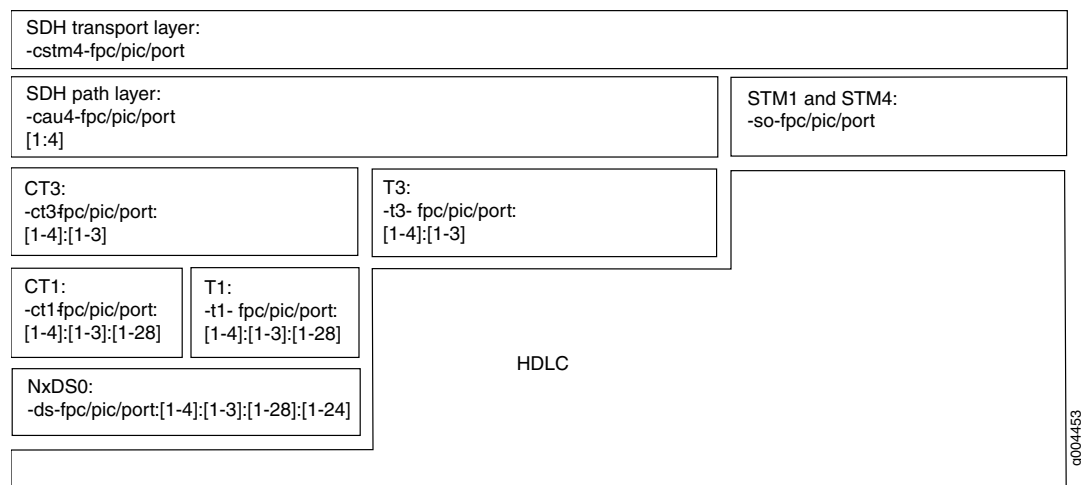 SDH transport layer:
-cstm4-fpc/pic/port
SDH path layer:
-cau4-fpc/pic/port
[1:4]
STM1 and STM4:
-so-fpc/pic/port
CT3:
-ct3-fpc/pic/port:
[1-4]:[1-3]
T3:
-t3- fpc/pic/port:
[1-4]:[1-3]
CT1:
-ct1-fpc/pic/port:
[1-4]:[1-3]:[1-28]
T1:
-t1- fpc/pic/port:
[1-4]:[1-3]:[1-28]
HDLC
NxDS0:
-ds-fpc/pic/port:[1-4]:[1-3]:[1-28]:[1-24]
g004453